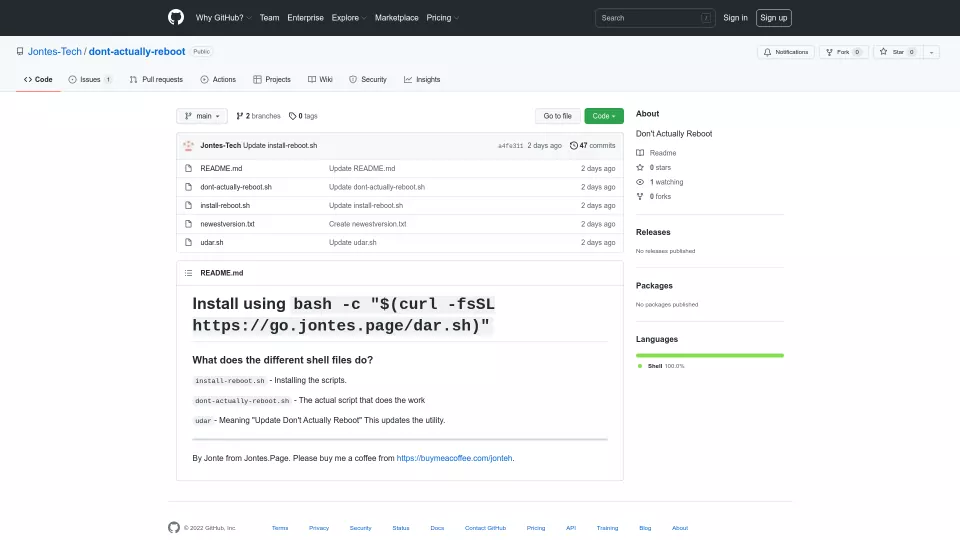 Why GitHub? Team Enterprise Explore Marketplace Pricing Search / Sign in Sign up
Jontes-Tech / dont-actually-reboot Public
Notifications Fork 0 Star 0
Code Issues 1 Pull requests Actions Projects Wiki Security Insights
main 2 branches 0 tags Go to file Code
Jontes-Tech Update install-reboot.sh a4fe311 2 days ago 47 commits
README.md Update README.md 2 days ago
dont-actually-reboot.sh Update dont-actually-reboot.sh 2 days ago
install-reboot.sh Update install-reboot.sh 2 days ago
newestversion.txt Create newestversion.txt 2 days ago
udar.sh Update udar.sh 2 days ago
README.md
Install using bash -c "$(curl -fsSL
https://go.jontes.page/dar.sh)"
What does the different shell files do?
install-reboot.sh - Installing the scripts.
dont-actually-reboot.sh - The actual script that does the work
udar - Meaning "Update Don't Actually Reboot" This updates the utility.
By Jonte from Jontes.Page. Please buy me a coffee from https://buymeacoffee.com/jonteh.
About
Don't Actually Reboot
Readme
0 stars
1 watching
0 forks
Releases
No releases published
Packages
No packages published
Languages
Shell 100.0%
© 2022 GitHub, Inc. Terms Privacy Security Status Docs Contact GitHub Pricing API Training Blog About